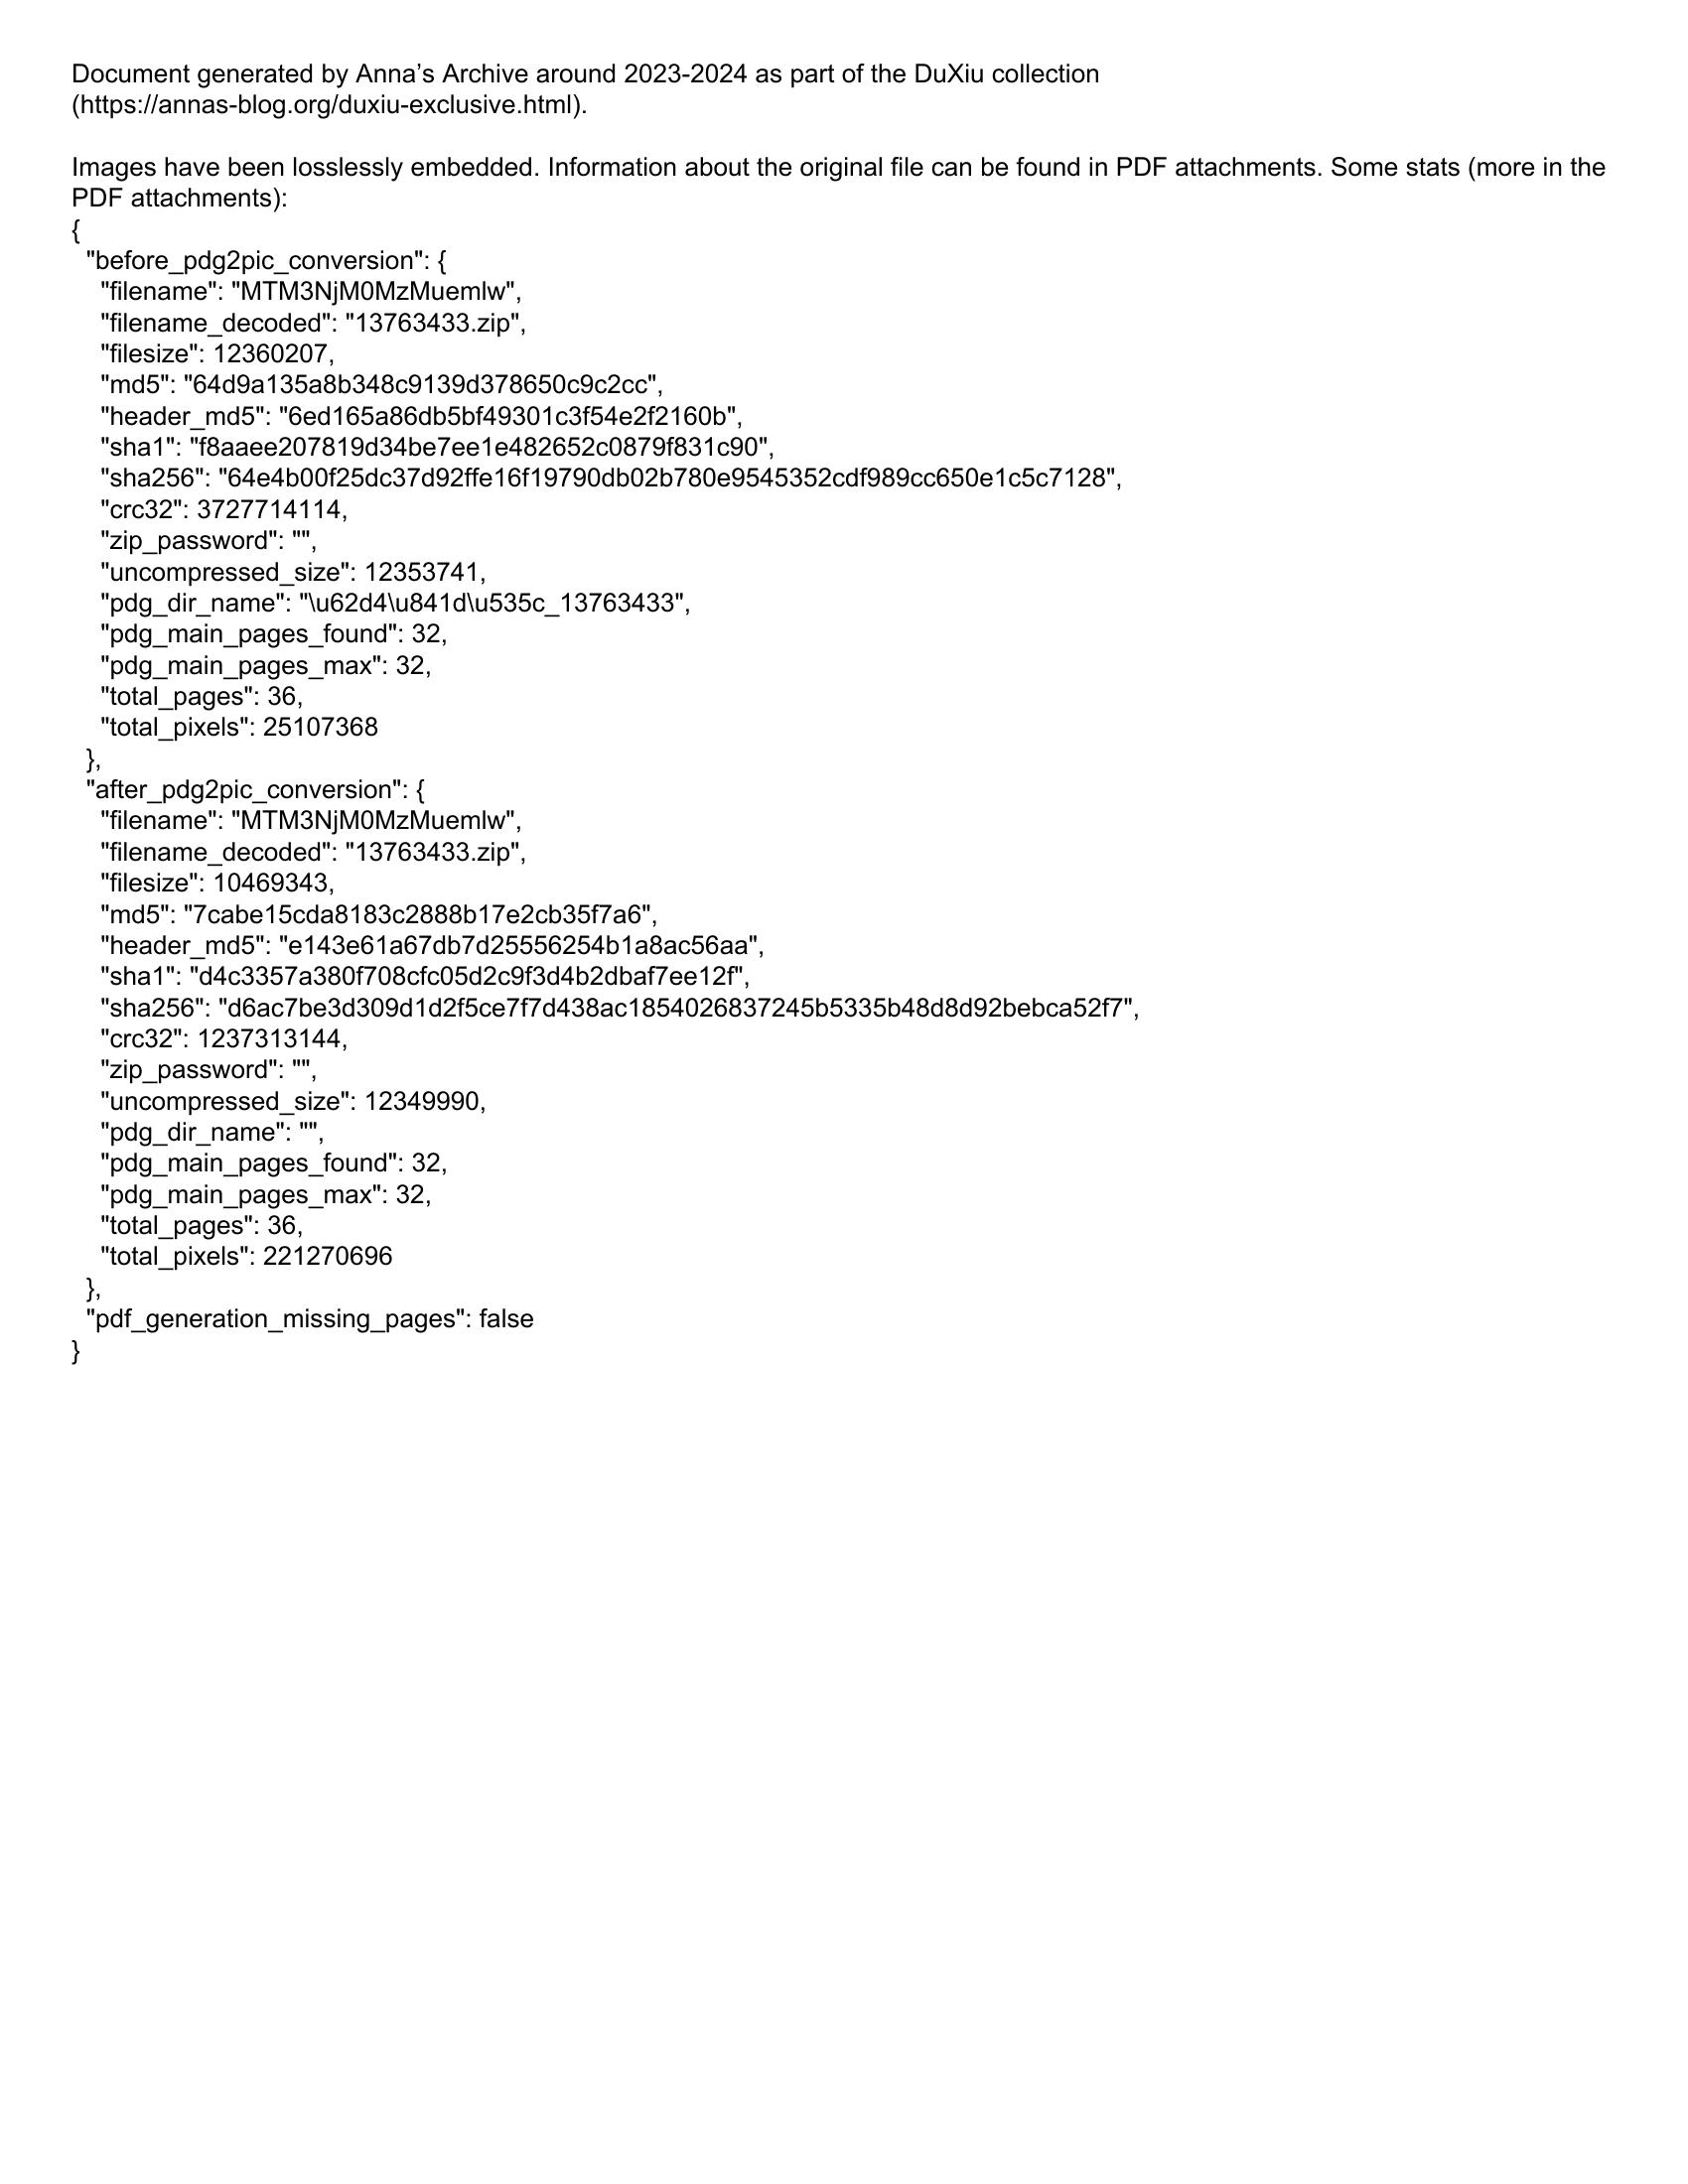 Document generated by Anna’s Archive around 2023-2024 as part of the DuXiu collection
(https://annas-blog.org/duxiu-exclusive.html).
Images have been losslessly embedded. Information about the original file can be found in PDF attachments. Some stats (more in the
PDF attachments):
{
"before_pdg2pic_conversion": {
"filename": "MTM3NjM0MzMuemlw",
"filename_decoded": "13763433.zip",
"filesize": 12360207,
"md5": "64d9a135a8b348c9139d378650c9c2cc",
"header_md5": "6ed165a86db5bf49301c3f54e2f2160b",
"sha1": "f8aaee207819d34be7ee1e482652c0879f831c90",
"sha256": "64e4b00f25dc37d92ffe16f19790db02b780e9545352cdf989cc650e1c5c7128",
"crc32": 3727714114,
"zip_password": "",
"uncompressed_size": 12353741,
"pdg_dir_name": "\u62d4\u841d\u535c_13763433",
"pdg_main_pages_found": 32,
"pdg_main_pages_max": 32,
"total_pages": 36,
"total_pixels": 25107368
},
"after_pdg2pic_conversion": {
"filename": "MTM3NjM0MzMuemlw",
"filename_decoded": "13763433.zip",
"filesize": 10469343,
"md5": "7cabe15cda8183c2888b17e2cb35f7a6",
"header_md5": "e143e61a67db7d25556254b1a8ac56aa",
"sha1": "d4c3357a380f708cfc05d2c9f3d4b2dbaf7ee12f",
"sha256": "d6ac7be3d309d1d2f5ce7f7d438ac1854026837245b5335b48d8d92bebca52f7",
"crc32": 1237313144,
"zip_password": "",
"uncompressed_size": 12349990,
"pdg_dir_name": "",
"pdg_main_pages_found": 32,
"pdg_main_pages_max": 32,
"total_pages": 36,
"total_pixels": 221270696
},
"pdf_generation_missing_pages": false
}